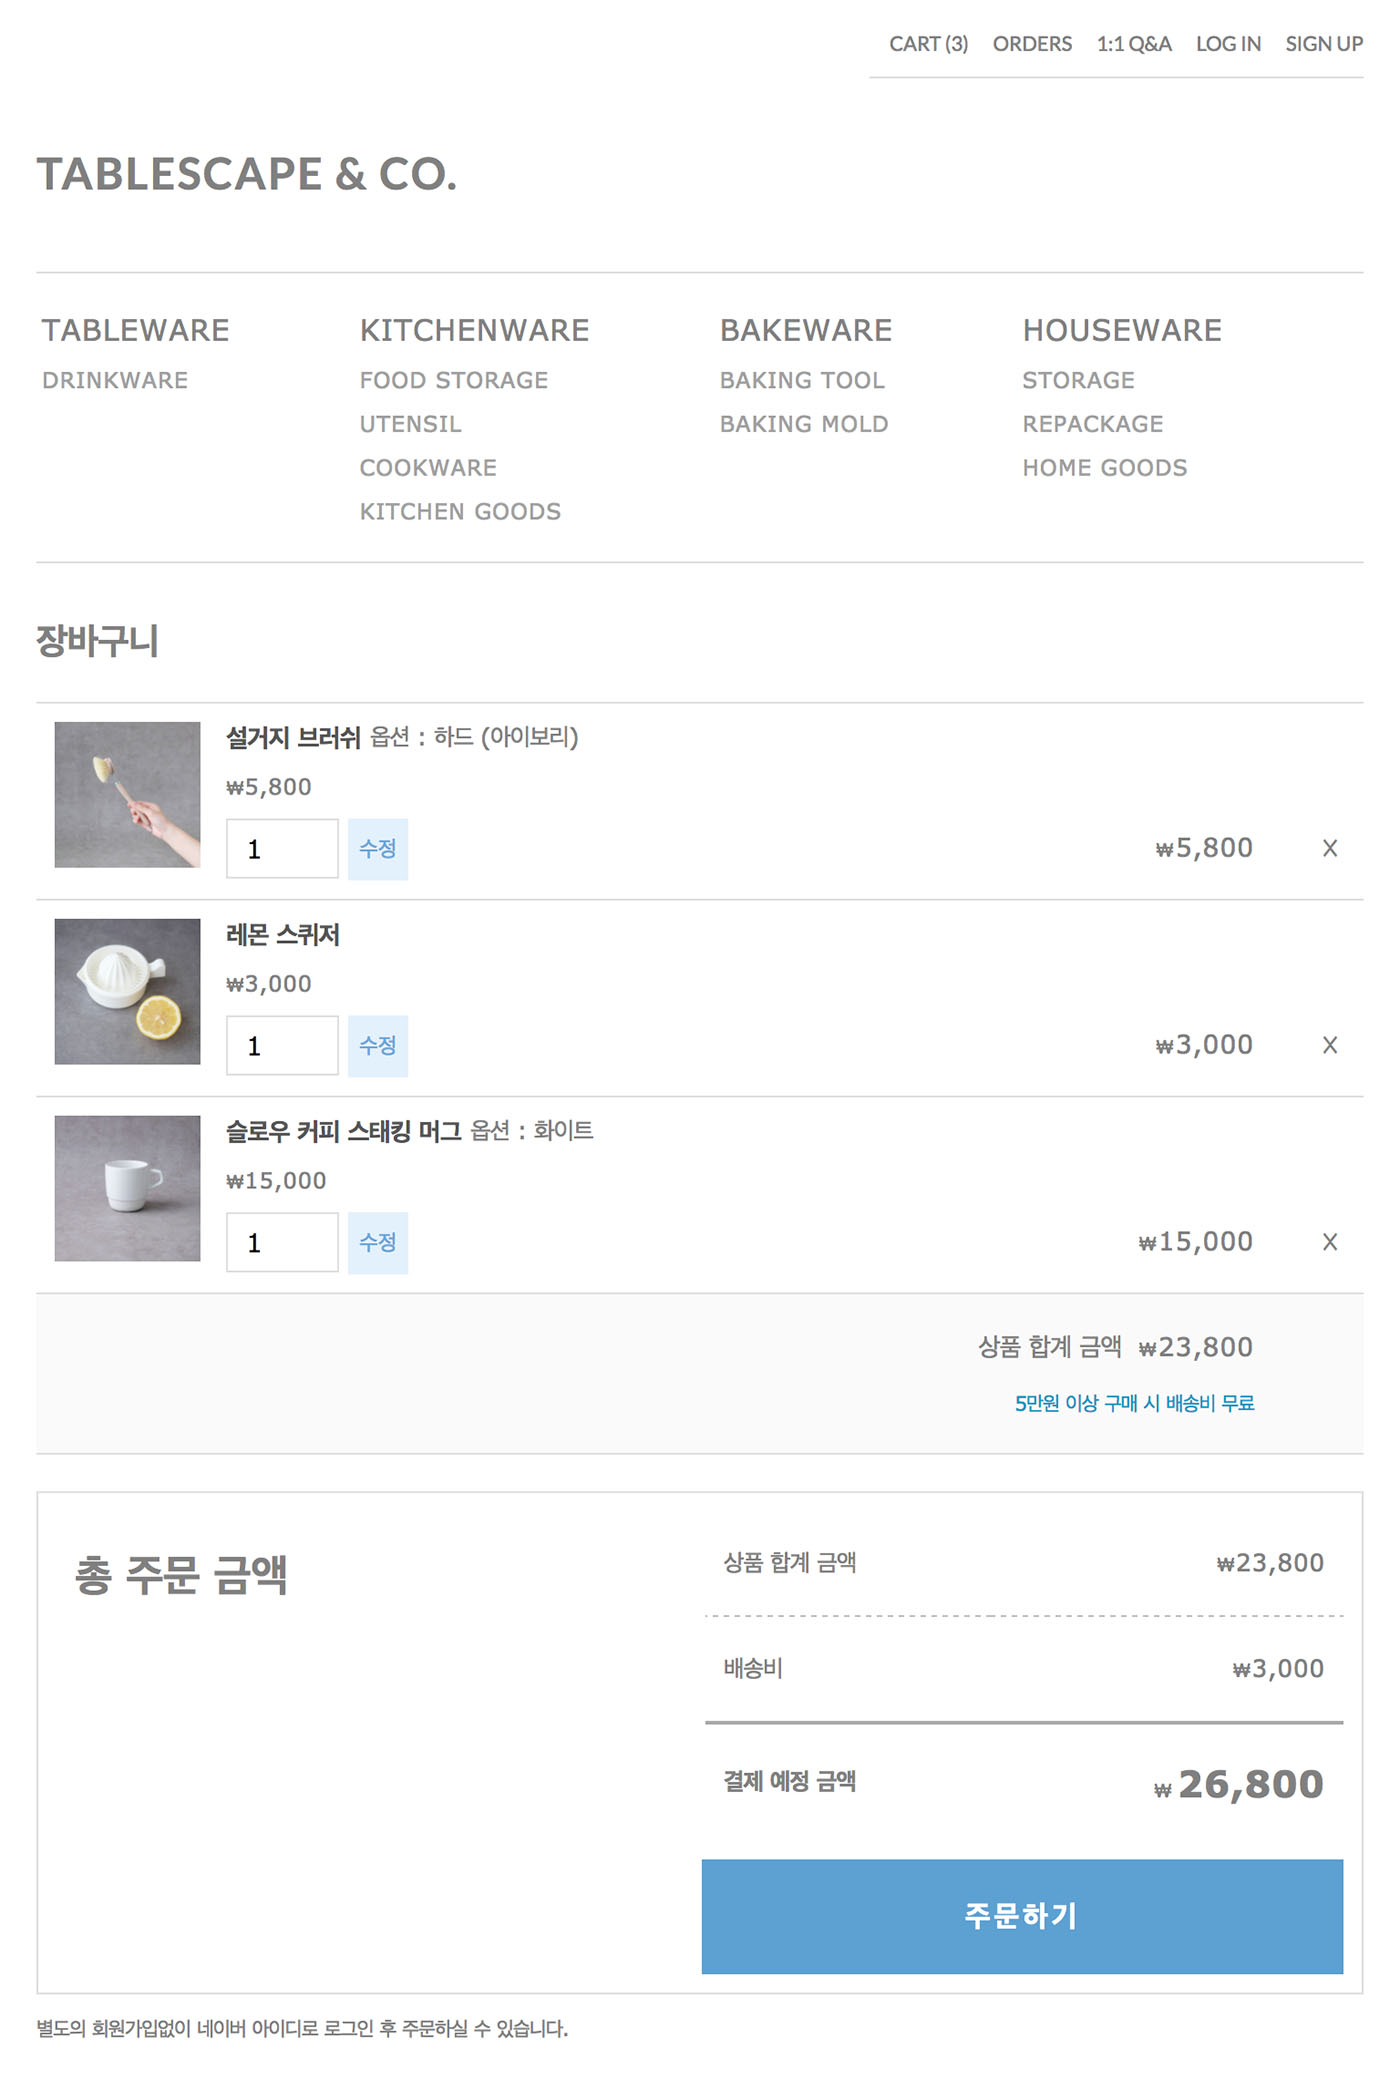 CART (3) ORDERS 1:1 Q&A LOG IN SIGN UP
TABLESCAPE & CO.
TABLEWARE
DRINKWARE
KITCHENWARE
FOOD STORAGE
UTENSIL
COOKWARE
KITCHEN GOODS
BAKEWARE
BAKING TOOL
BAKING MOLD
HOUSEWARE
STORAGE
REPACKAGE
HOME GOODS
장바구니
설거지 브러쉬 옵션 : 하드 (아이보리)
₩5,800
1 수정 ₩5,800 X
레몬 스퀴저
₩3,000
1 수정 ₩3,000 X
슬로우 커피 스태킹 머그 옵션 : 화이트
₩15,000
1 수정 ₩15,000 X
상품 합계 금액 ₩23,800
5만원 이상 구매 시 배송비 무료
총 주문 금액
상품 합계 금액 ₩23,800
배송비 ₩3,000
결제 예정 금액 ₩ 26,800
주문하기
별도의 회원가입없이 네이버 아이디로 로그인 후 주문하실 수 있습니다.